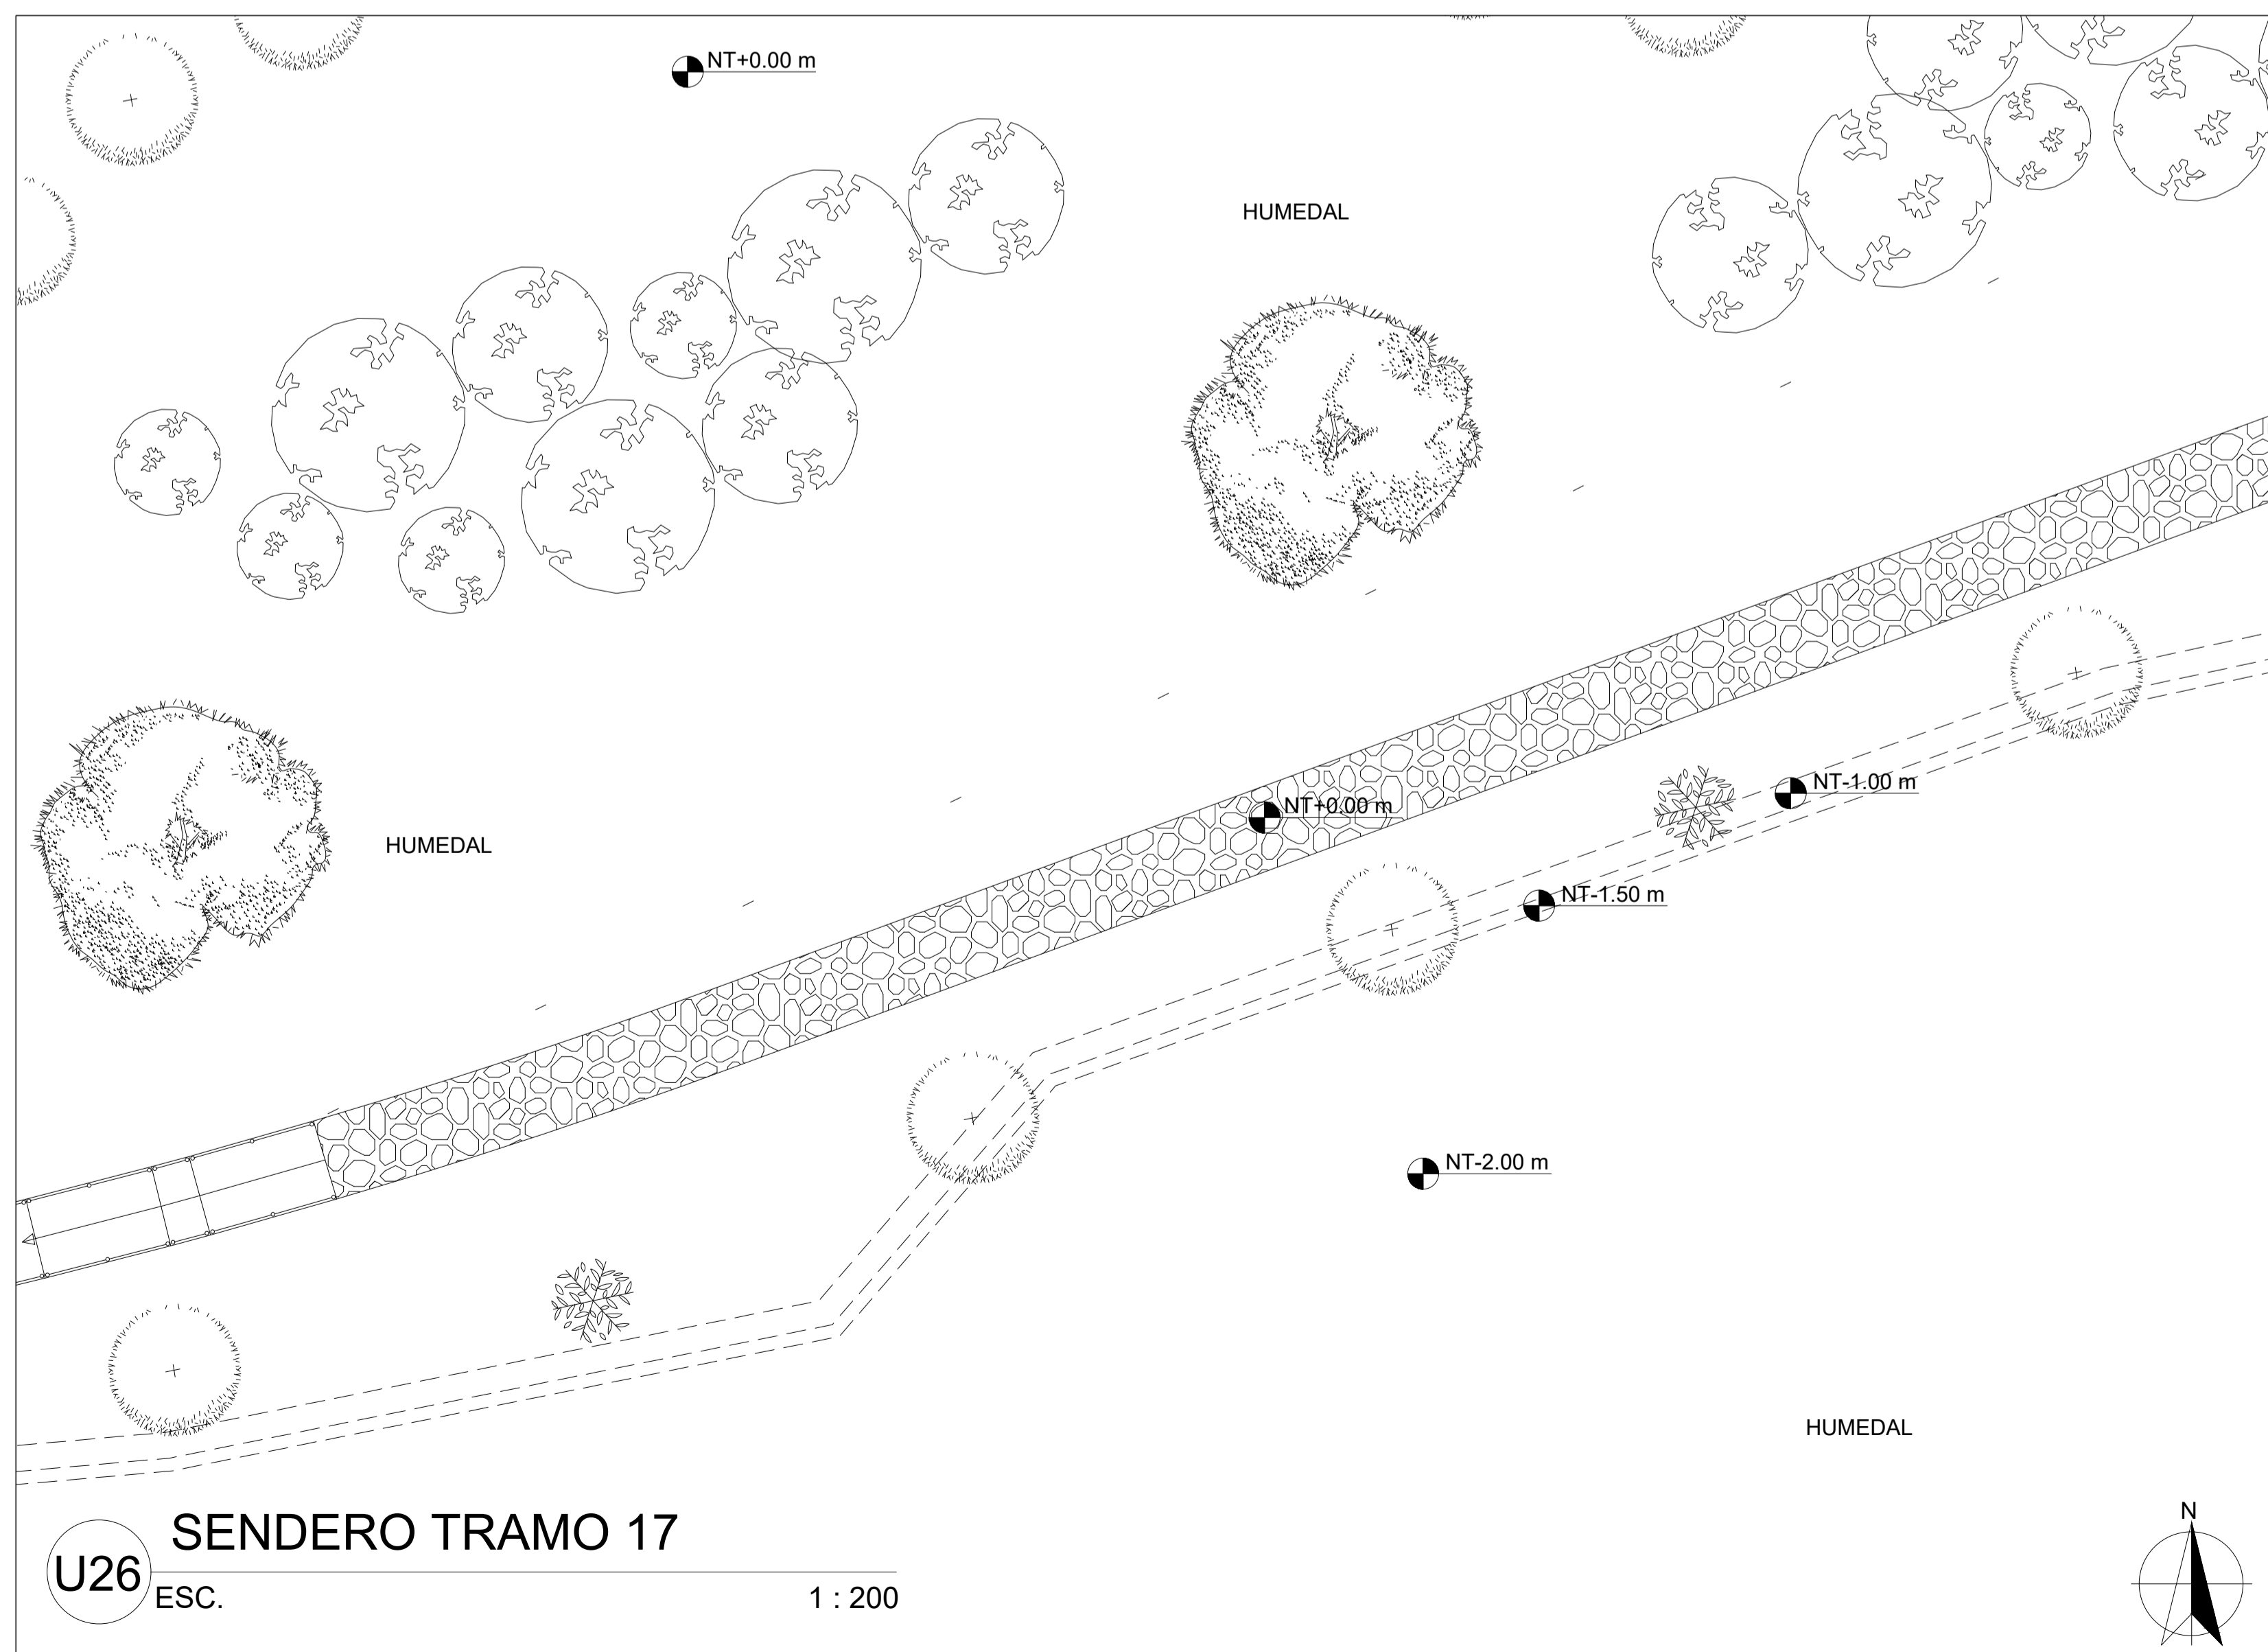 NT+0.00 m
HUMEDAL
NT-1.00 m
NT+0.00 m
HUMEDAL
NT-1.50 m
NT-2.00 m
HUMEDAL
SENDERO TRAMO 17
U26
ESC. 1 : 200
N